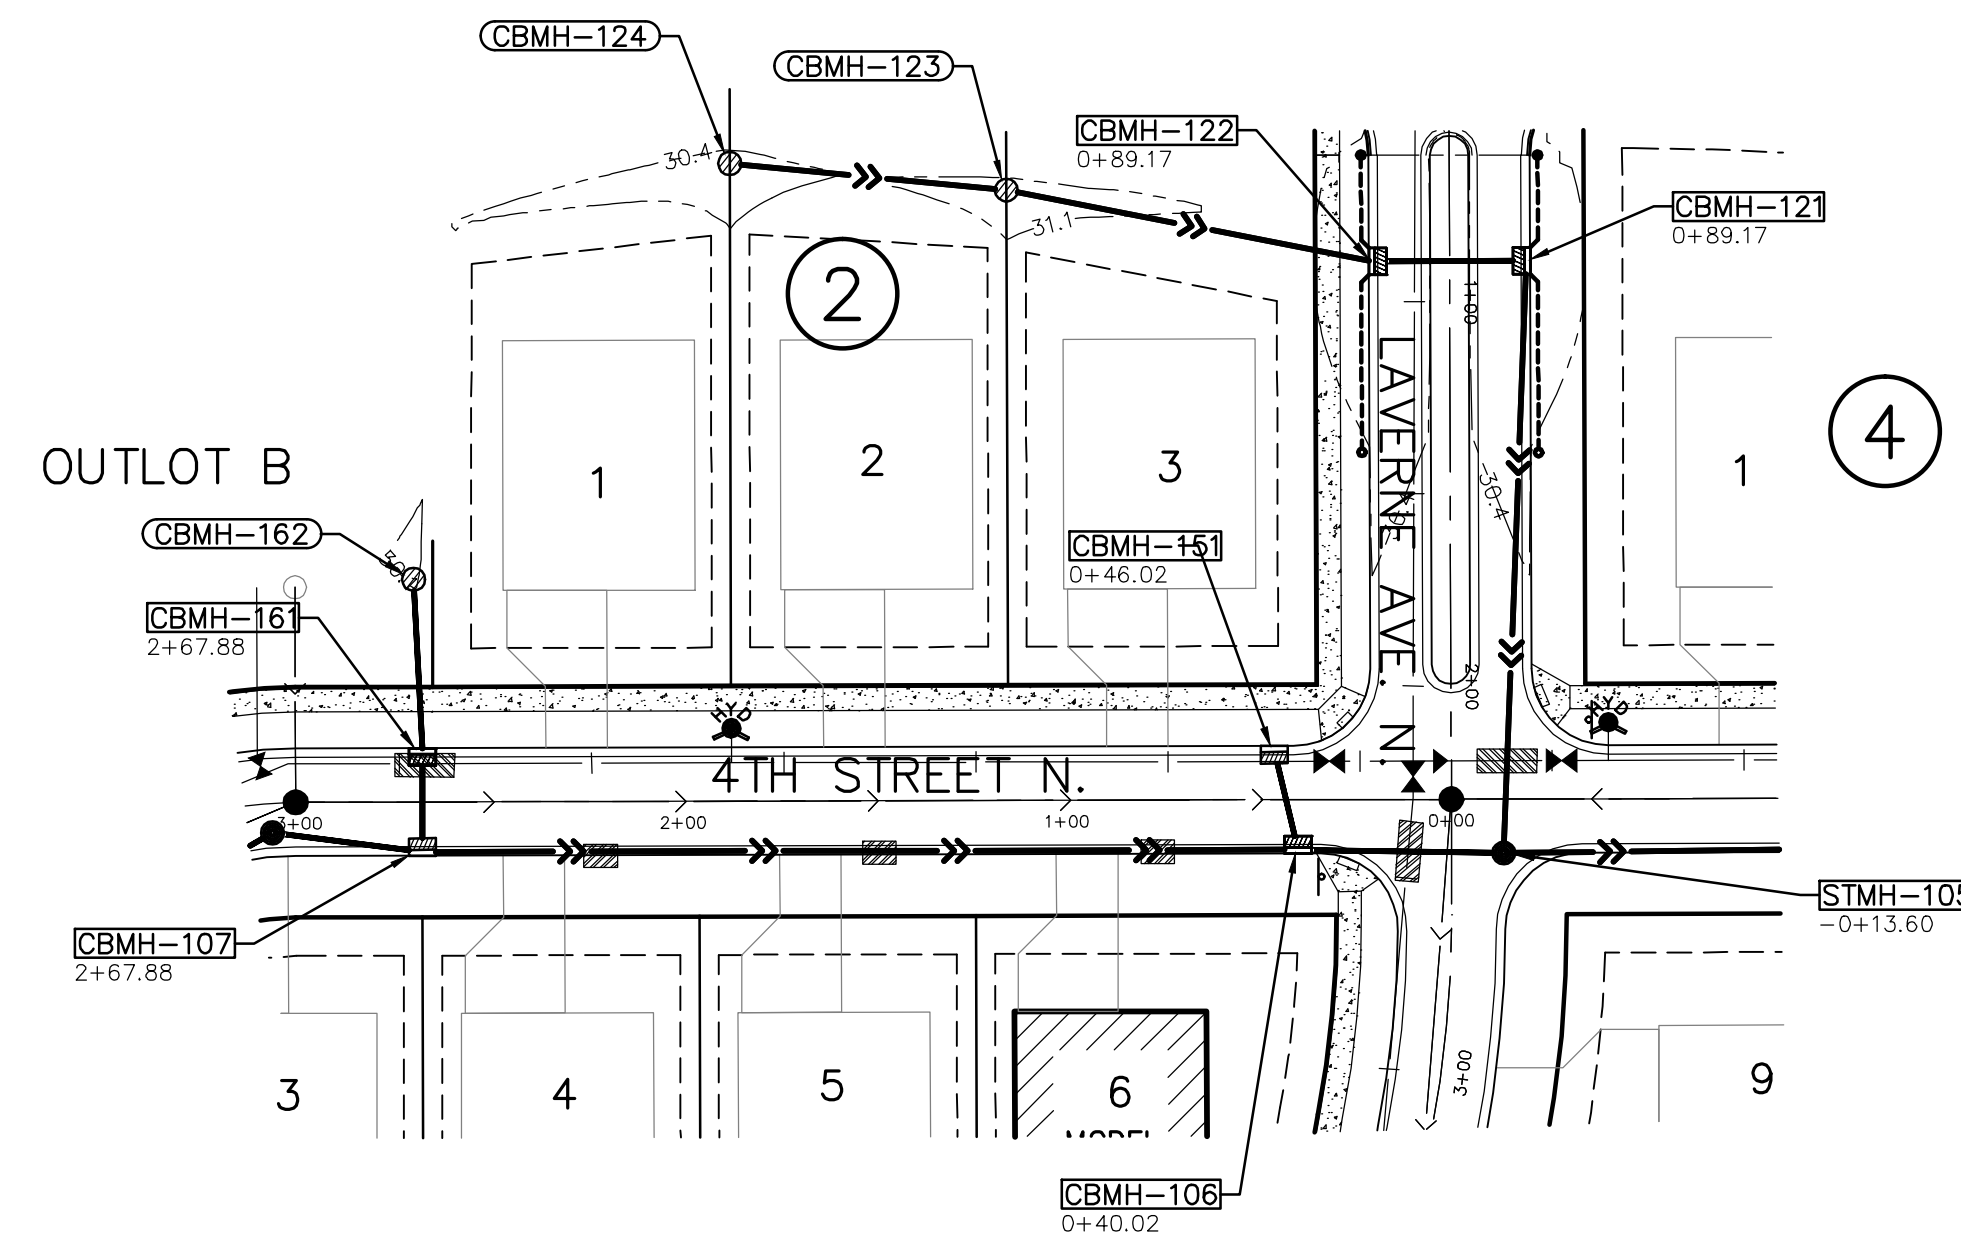 CBMH-124
CBMH-123
CBMH-122
0+89.17
CBMH-121
0+89.17
30.4
31.1
2
1+00
LAVERNE AVE. N.
4
OUTLOT B
1
2
3
1
30.4
CBMH-162
CBMH-151
0+46.02
CBMH-161
2+67.88
2+00
HYD
HYD
4TH STREET N.
3+00
2+00
1+00
0+00
STMH-105
-0+13.60
CBMH-107
2+67.88
3
4
5
6
9
3+00
MODEL
CBMH-106
0+40.02